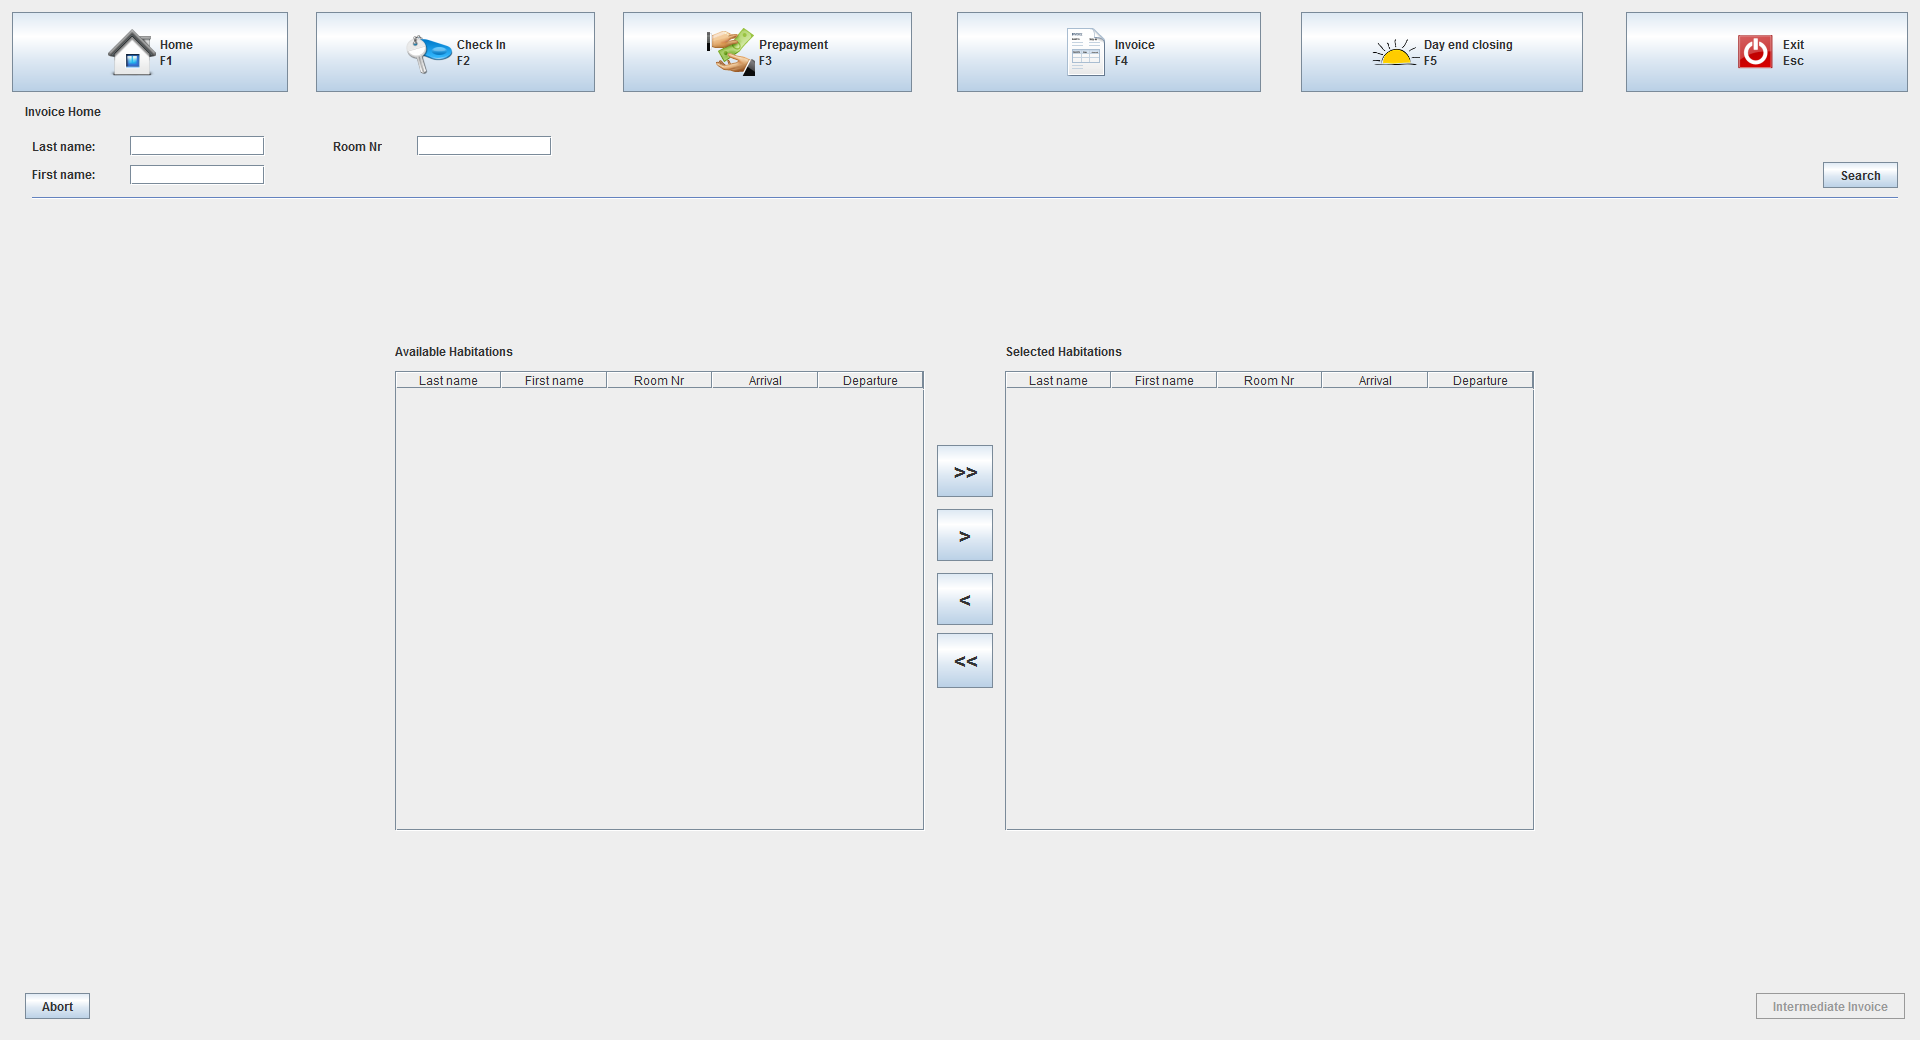 Home
F1
Check In
F2
Prepayment
F3
Invoice
F4
Day end closing
F5
Exit
Esc
Invoice Home
Last name:
Room Nr
First name:
Search
Available Habitations
Selected Habitations
Last name First name Room Nr Arrival Departure
Last name First name Room Nr Arrival Departure
>>
>
<
<<
Abort
Intermediate Invoice